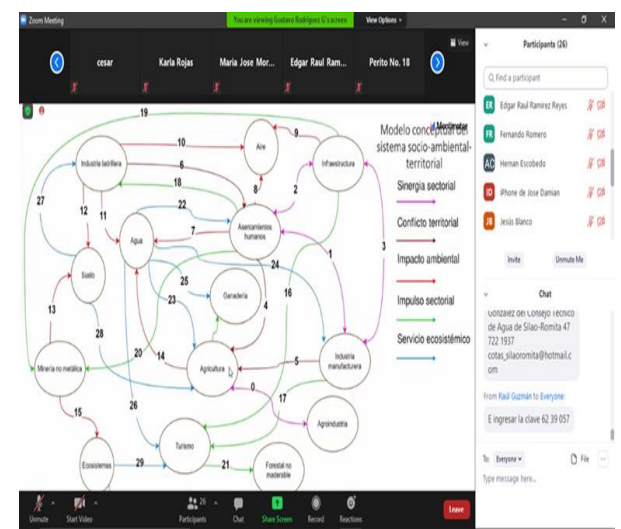 Zoom Meeting
You are viewing Gustavo Rodriguez G's screen
View Options
View
cesar
Karla Rojas
Maria Jose Mor...
Edgar Raul Ram...
Perito No. 18
Participants (26)
Find a participant
ER Edgar Raul Ramirez Reyes
FR Fernando Romero
Hernan Escobedo
iPhone de Jose Damian
JB Jesús Blanco
Invite
Unmute Me
Chat
Gonzalez del Consejo Técnico
de Agua de Silao-Romita 47
722 1937
cotas_silaoromita@hotmail.c
om
From Raúl Guzmán to Everyone:
E ingresar la clave 62 39 057
To: Everyone
File
Type message here...
Modelo conceptual del
sistema socio-ambiental-
territorial
Mentimeter
Sinergia sectorial
Conflicto territorial
Impacto ambiental
Impulso sectorial
Servicio ecosistémico
19
10
9
Industria ladrillera
Aire
Infraestructura
6
18
8
2
27
12
11
22
Asentamientos
humanos
Agua
7
24
1
3
Suelo
25
16
Ganadería
23
4
13
28
20
14
Minería no metálica
Agricultura
5
Industria
manufacturera
0
17
26
15
Agroindustria
Turismo
Ecosistemas
29
21
Forestal no
maderable
Unmute
Start Video
26
Participants
Chat
Share Screen
Record
Reactions
Leave